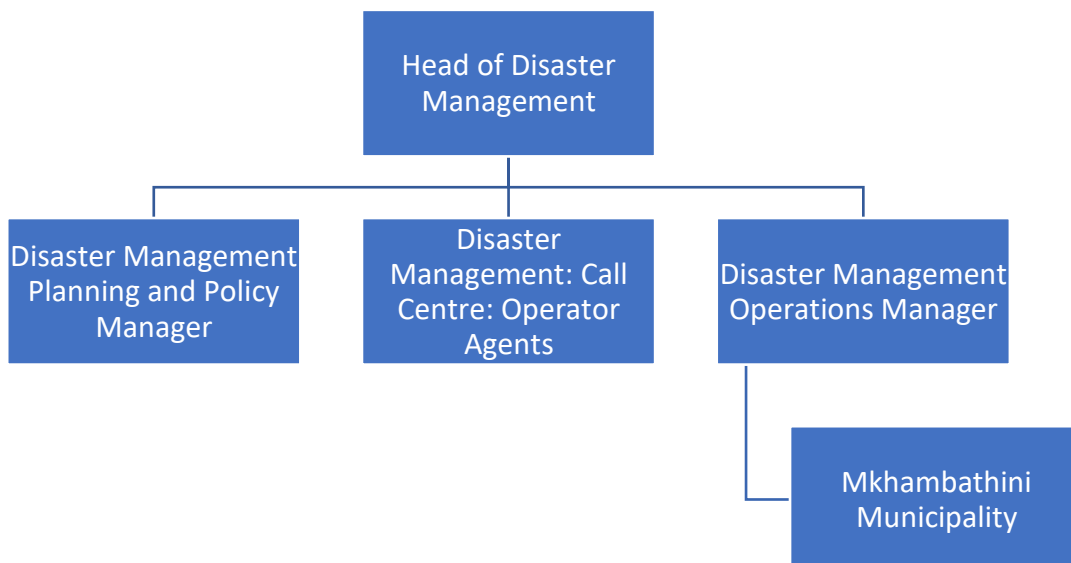 Head of Disaster
Management
Disaster Management
Planning and Policy
Manager
Disaster
Management: Call
Centre: Operator
Agents
Disaster Management
Operations Manager
Mkhambathini
Municipality